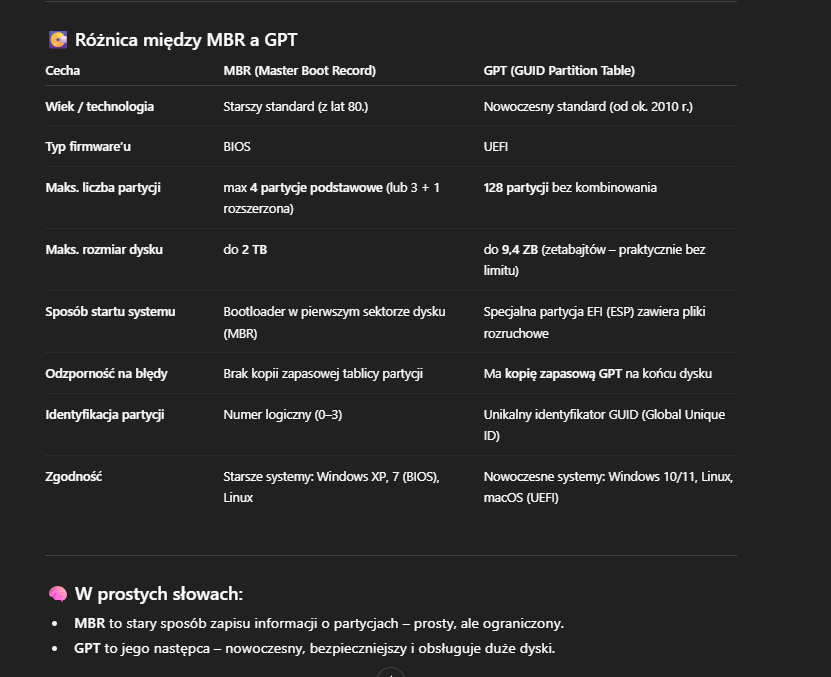 Różnica między MBR a GPT
Cecha MBR (Master Boot Record) GPT (GUID Partition Table)
Wiek / technologia Starszy standard (z lat 80.) Nowoczesny standard (od ok. 2010 r.)
Typ firmware'u BIOS UEFI
Maks. liczba partycji max 4 partycje podstawowe (lub 3 + 1 128 partycji bez kombinowania
rozszerzona)
Maks. rozmiar dysku do 2 TB do 9,4 ZB (zetabajtów – praktycznie bez
limitu)
Sposób startu systemu Bootloader w pierwszym sektorze dysku Specjalna partycja EFI (ESP) zawiera pliki
(MBR) rozruchowe
Odzporność na błędy Brak kopii zapasowej tablicy partycji Ma kopię zapasową GPT na końcu dysku
Identyfikacja partycji Numer logiczny (0–3) Unikalny identyfikator GUID (Global Unique
ID)
Zgodność Starsze systemy: Windows XP, 7 (BIOS), Nowoczesne systemy: Windows 10/11, Linux,
Linux macOS (UEFI)
W prostych słowach:
• MBR to stary sposób zapisu informacji o partycjach – prosty, ale ograniczony.
• GPT to jego następca – nowoczesny, bezpieczniejszy i obsługuje duże dyski.